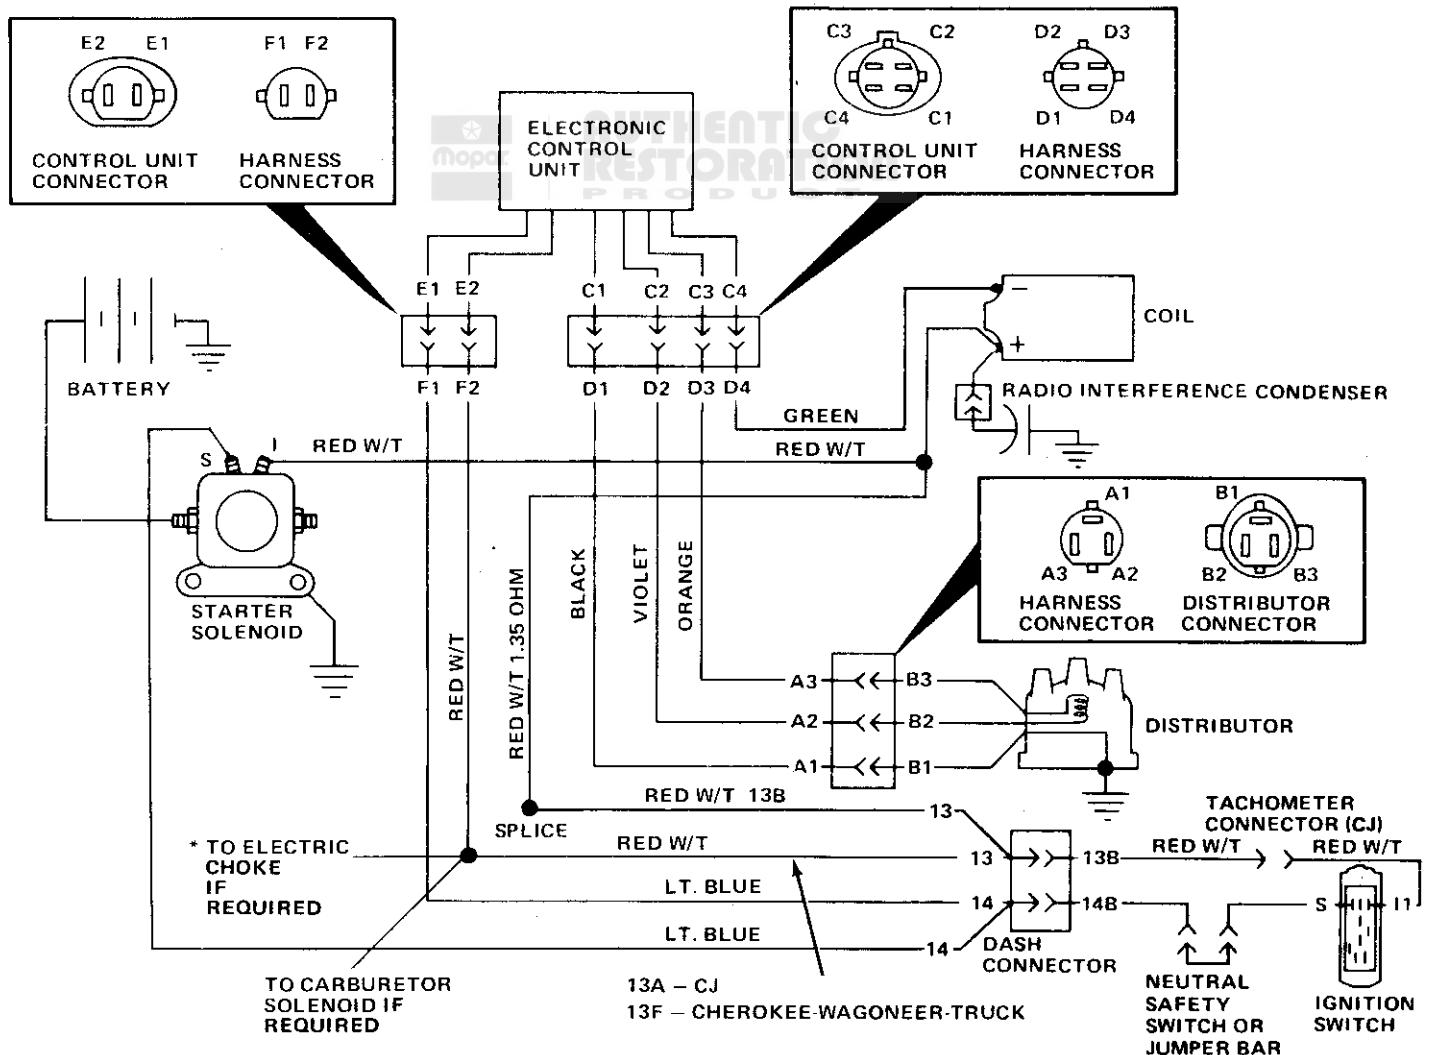 E2 E1
F1 F2
CONTROL UNIT
CONNECTOR
HARNESS
CONNECTOR
C3 C2
C4 C1
D2 D3
D1 D4
CONTROL UNIT
CONNECTOR
HARNESS
CONNECTOR
Mopar
AUTHENTIC
RESTORATION
PRODUCT
ELECTRONIC
CONTROL
UNIT
E1 E2
C1 C2 C3 C4
F1 F2
D1 D2 D3 D4
BATTERY
−
+
COIL
RADIO INTERFERENCE CONDENSER
GREEN
RED W/T
RED W/T
S I
STARTER
SOLENOID
RED W/T
RED W/T 1.35 OHM
BLACK
VIOLET
ORANGE
A1
A3 A2
HARNESS
CONNECTOR
B1
B2 B3
DISTRIBUTOR
CONNECTOR
A3 B3
A2 B2
A1 B1
DISTRIBUTOR
RED W/T 13B
13
SPLICE
* TO ELECTRIC
CHOKE
IF
REQUIRED
RED W/T
13 13B
RED W/T
TACHOMETER
CONNECTOR (CJ)
RED W/T
LT. BLUE
14 14B
S I1
LT. BLUE
14
DASH
CONNECTOR
TO CARBURETOR
SOLENOID IF
REQUIRED
13A – CJ
13F – CHEROKEE-WAGONEER-TRUCK
NEUTRAL
SAFETY
SWITCH OR
JUMPER BAR
IGNITION
SWITCH